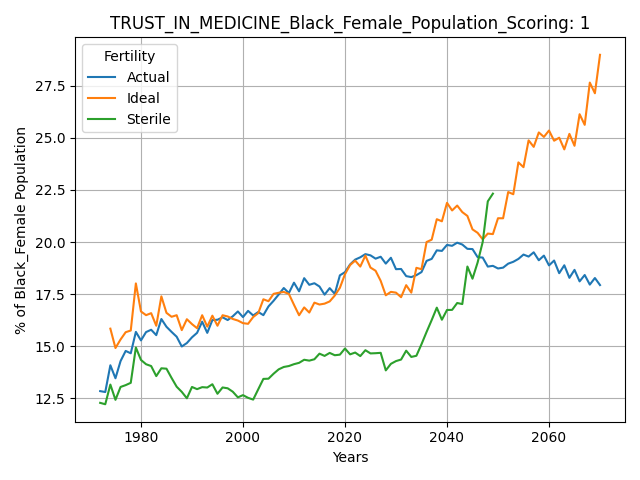 TRUST_IN_MEDICINE_Black_Female_Population_Scoring: 1
Fertility
Actual
Ideal
Sterile
% of Black_Female Population
27.5
25.0
22.5
20.0
17.5
15.0
12.5
1980
2000
2020
2040
2060
Years